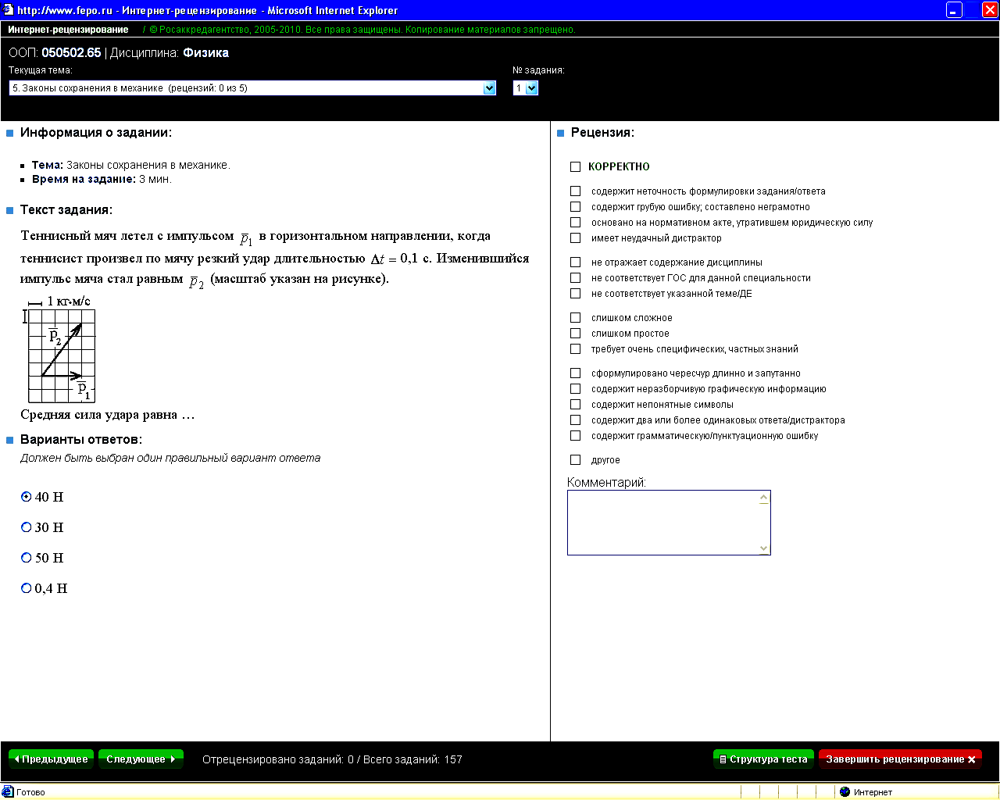 http://www.fepo.ru - Интернет-рецензирование - Microsoft Internet Explorer
Интернет-рецензирование / © Росаккредагентство, 2005-2010. Все права защищены. Копирование материалов запрещено.
ООП: 050502.65 | Дисциплина: Физика
Текущая тема: № задания:
5. Законы сохранения в механике (рецензий: 0 из 5) 1
Информация о задании:
Тема: Законы сохранения в механике.
Время на задание: 3 мин.
Текст задания:
Теннисный мяч летел с импульсом p̅₁ в горизонтальном направлении, когда
теннисист произвел по мячу резкий удар длительностью Δt = 0,1 с. Изменившийся
импульс мяча стал равным p̅₂ (масштаб указан на рисунке).
1 кг·м/с
p̅₂
p̅₁
Средняя сила удара равна …
Варианты ответов:
Должен быть выбран один правильный вариант ответа
40 Н
30 Н
50 Н
0,4 Н
Рецензия:
КОРРЕКТНО
содержит неточность формулировки задания/ответа
содержит грубую ошибку; составлено неграмотно
основано на нормативном акте, утратившем юридическую силу
имеет неудачный дистрактор
не отражает содержание дисциплины
не соответствует ГОС для данной специальности
не соответствует указанной теме/ДЕ
слишком сложное
слишком простое
требует очень специфических, частных знаний
сформулировано чересчур длинно и запутанно
содержит неразборчивую графическую информацию
содержит непонятные символы
содержит два или более одинаковых ответа/дистрактора
содержит грамматическую/пунктуационную ошибку
другое
Комментарий:
Предыдущее Следующее Отрецензировано заданий: 0 / Всего заданий: 157 Структура теста Завершить рецензирование
Готово Интернет